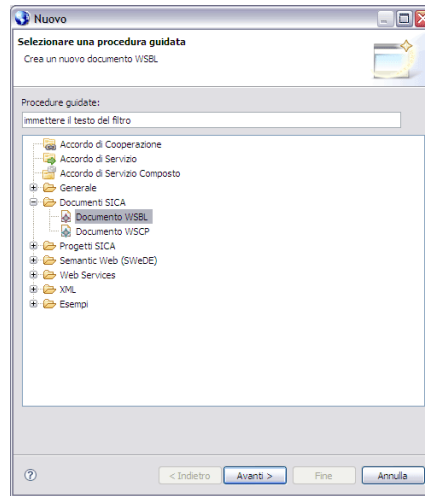 Nuovo
Selezionare una procedura guidata
Crea un nuovo documento WSBL
Procedure guidate:
immettere il testo del filtro
Accordo di Cooperazione
Accordo di Servizio
Accordo di Servizio Composto
Generale
Documenti SICA
Documento WSBL
Documento WSCP
Progetti SICA
Semantic Web (SWeDE)
Web Services
XML
Esempi
? < Indietro Avanti > Fine Annulla